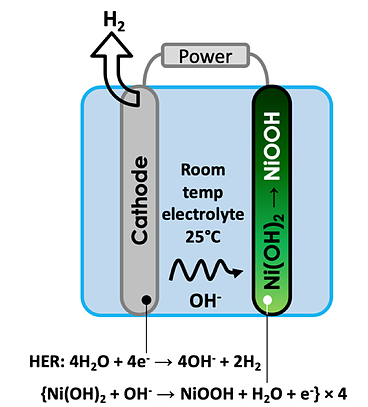 H₂
Power
Cathode
Room
temp
electrolyte
25°C
OH⁻
Ni(OH)₂ → NiOOH
HER: 4H₂O + 4e⁻ → 4OH⁻ + 2H₂
{Ni(OH)₂ + OH⁻ → NiOOH + H₂O + e⁻} × 4